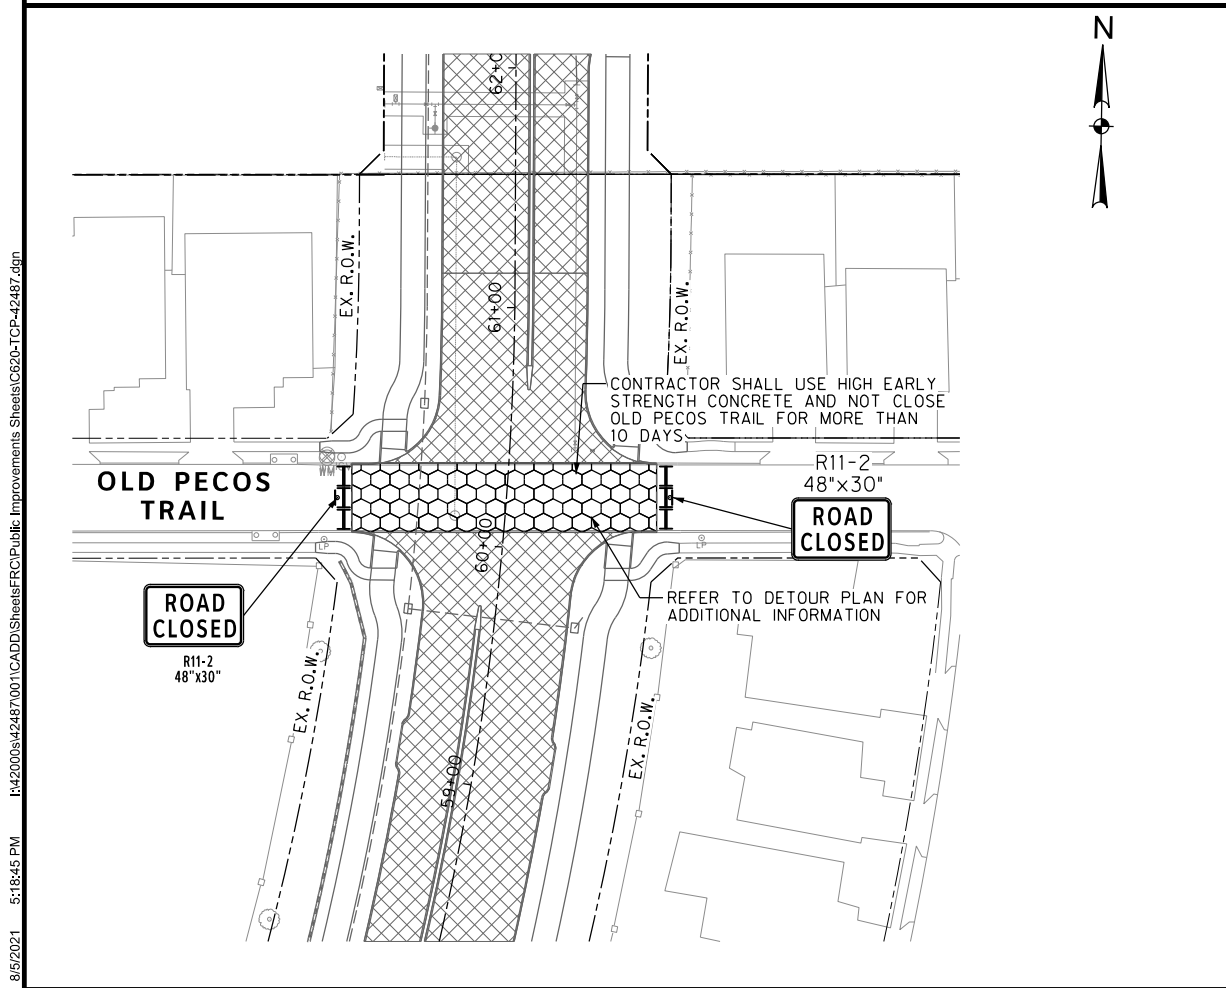 N
62+0
EX. R.O.W.
61+00
EX. R.O.W.
CONTRACTOR SHALL USE HIGH EARLY
STRENGTH CONCRETE AND NOT CLOSE
OLD PECOS TRAIL FOR MORE THAN
10 DAYS
WM
OLD PECOS
TRAIL
R11-2
48"x30"
ROAD
CLOSED
60+00
LP
LP
ROAD
CLOSED
R11-2
48"x30"
REFER TO DETOUR PLAN FOR
ADDITIONAL INFORMATION
EX. R.O.W.
EX. R.O.W.
59+00
8/5/2021 5:18:45 PM I:\42000s\42487\001\CADD\Sheets\FRC\Public Improvements Sheets\C620-TCP-42487.dgn